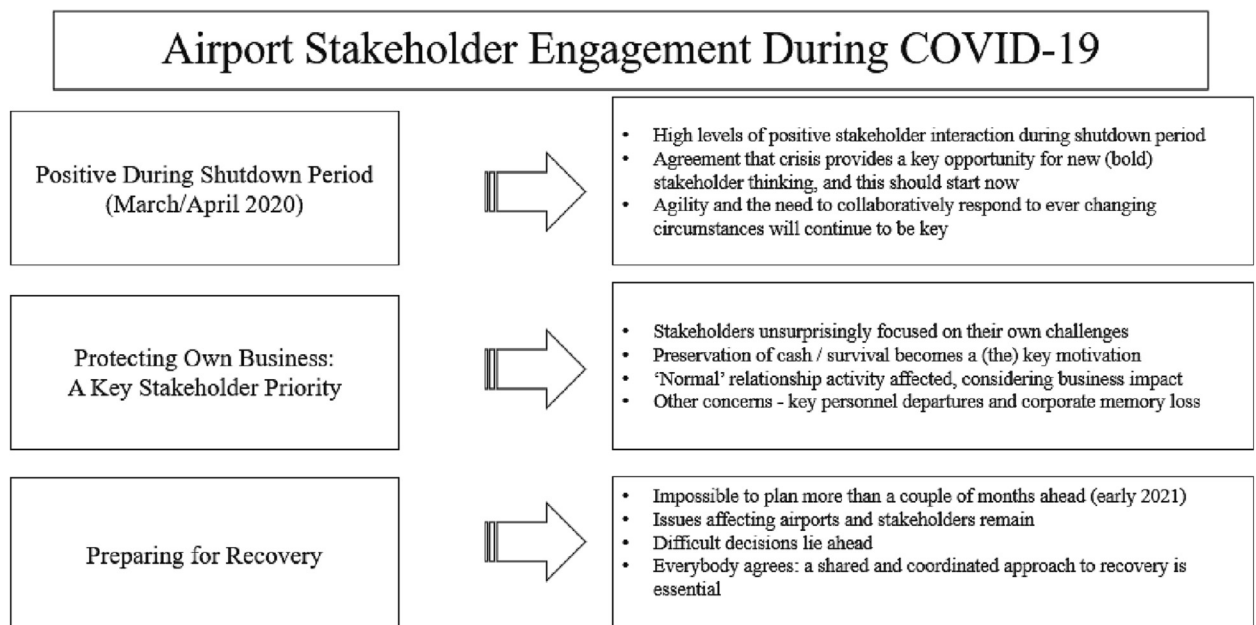 Airport Stakeholder Engagement During COVID-19
Positive During Shutdown Period
(March/April 2020)
• High levels of positive stakeholder interaction during shutdown period
• Agreement that crisis provides a key opportunity for new (bold)
stakeholder thinking, and this should start now
• Agility and the need to collaboratively respond to ever changing
circumstances will continue to be key
Protecting Own Business:
A Key Stakeholder Priority
• Stakeholders unsurprisingly focused on their own challenges
• Preservation of cash / survival becomes a (the) key motivation
• ‘Normal’ relationship activity affected, considering business impact
• Other concerns - key personnel departures and corporate memory loss
Preparing for Recovery
• Impossible to plan more than a couple of months ahead (early 2021)
• Issues affecting airports and stakeholders remain
• Difficult decisions lie ahead
• Everybody agrees: a shared and coordinated approach to recovery is
essential